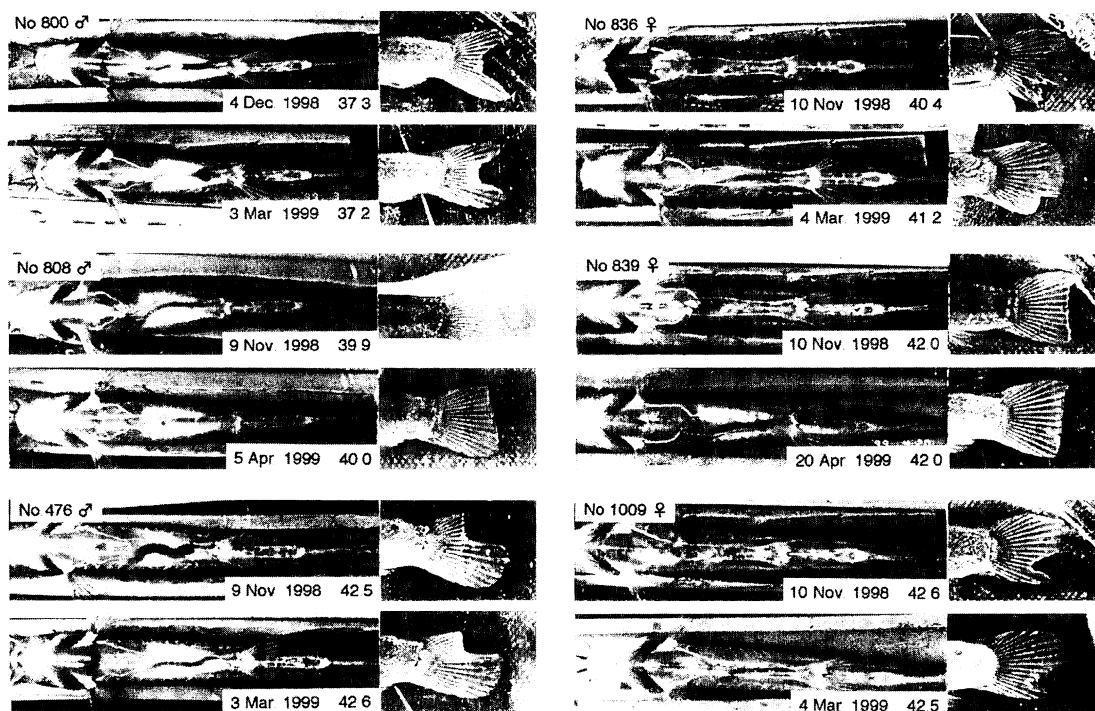 No 800 ♂
4 Dec 1998 37 3
3 Mar 1999 37 2
No 808 ♂
9 Nov. 1998 39 9
5 Apr 1999 40 0
No 476 ♂
9 Nov 1998 42 5
3 Mar 1999 42 6
No 836 ♀
10 Nov 1998 40 4
4 Mar 1999 41 2
No 839 ♀
10 Nov 1998 42 0
20 Apr 1999 42 0
No 1009 ♀
10 Nov 1998 42 6
4 Mar 1999 42 5